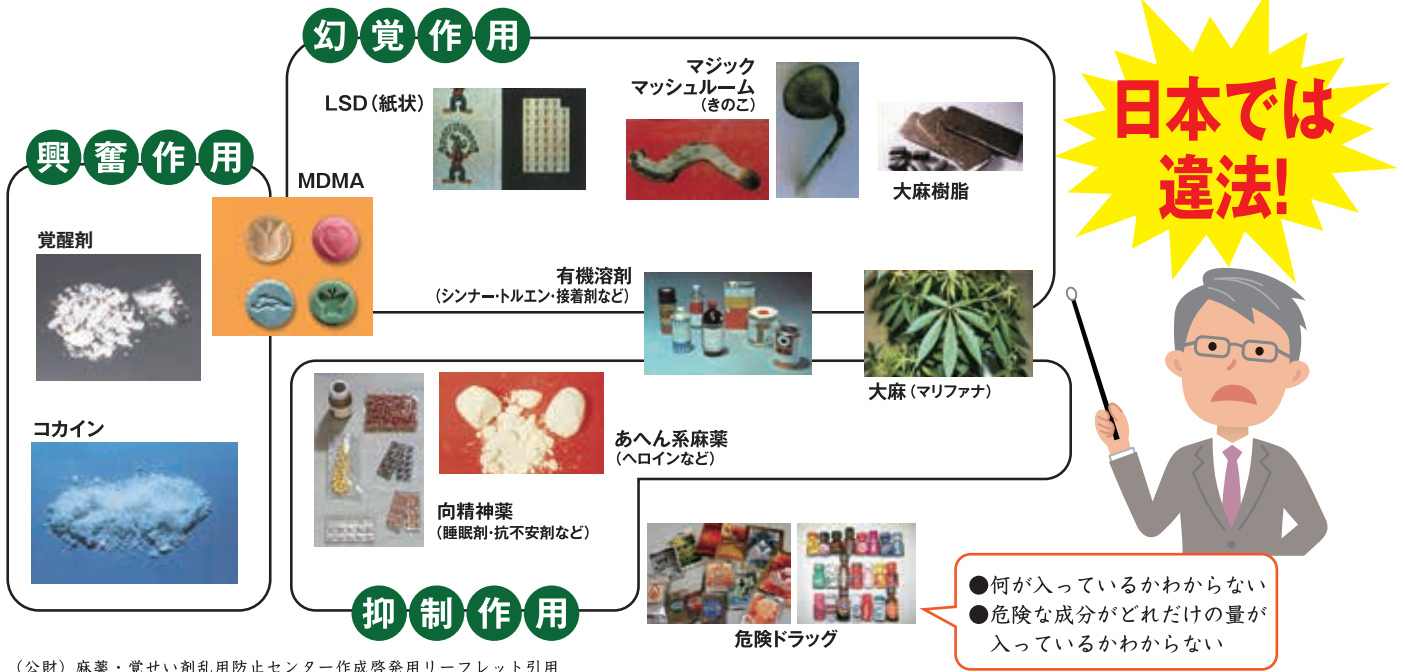 幻覚作用
LSD（紙状）
マジック
マッシュルーム
（きのこ）
大麻樹脂
日本では
違法!
興奮作用
MDMA
覚醒剤
有機溶剤
（シンナー・トルエン・接着剤など）
大麻（マリファナ）
コカイン
あへん系麻薬
（ヘロインなど）
向精神薬
（睡眠剤・抗不安剤など）
抑制作用
危険ドラッグ
●何が入っているかわからない
●危険な成分がどれだけの量が
入っているかわからない
（公財）麻薬・覚せい剤乱用防止センター作成啓発用リーフレット引用